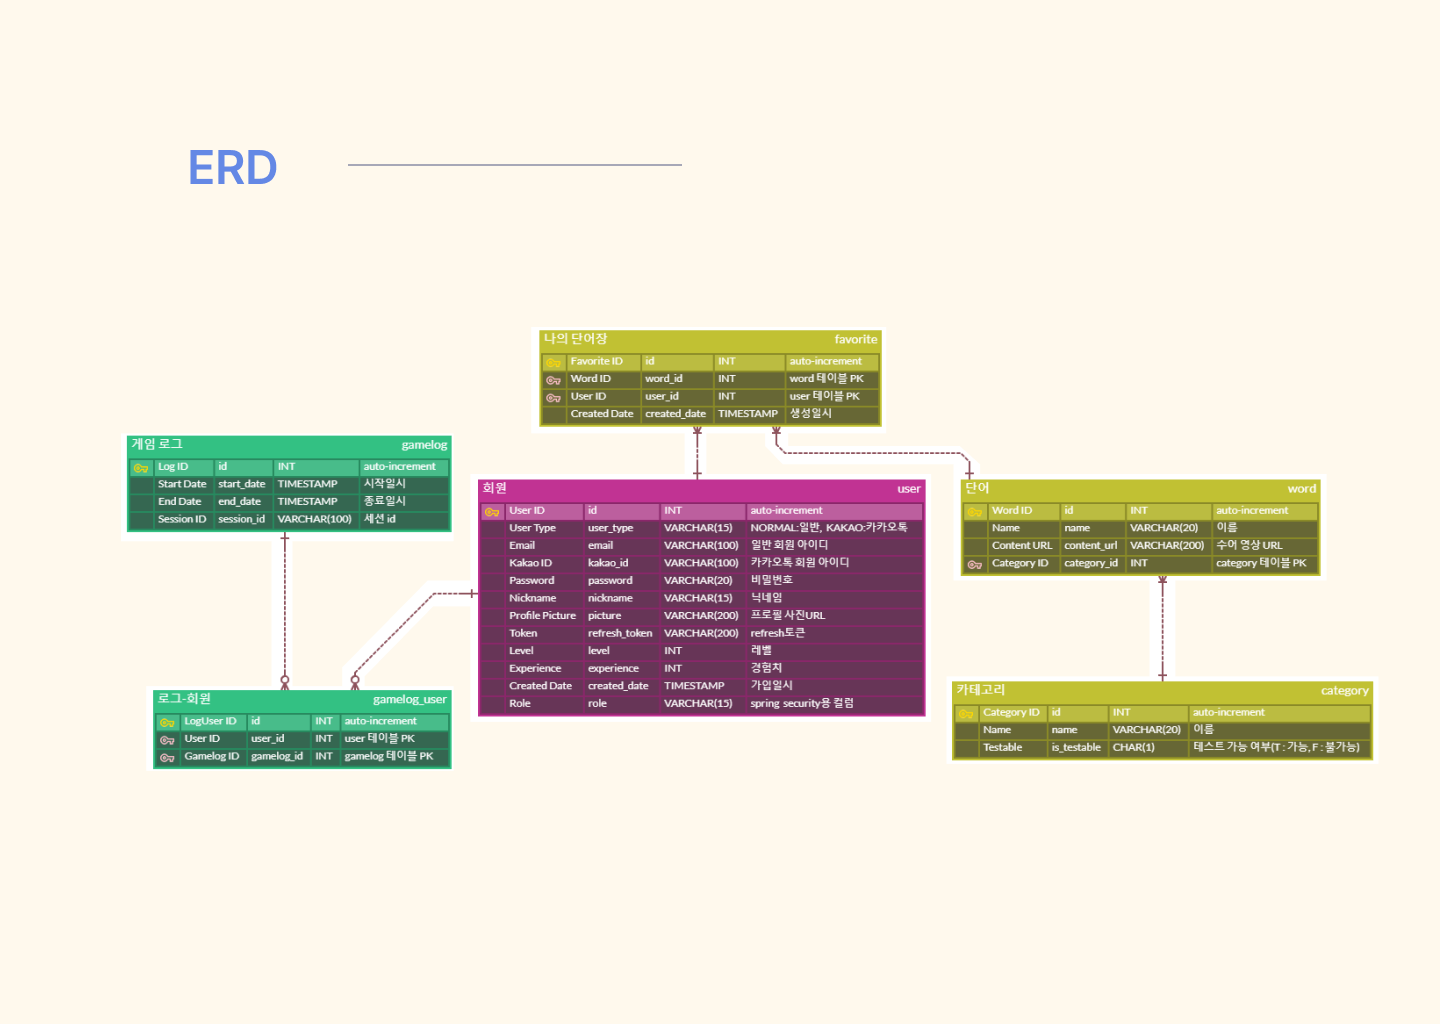 ERD
나의 단어장 favorite
Favorite ID id INT auto-increment
Word ID word_id INT word 테이블 PK
User ID user_id INT user 테이블 PK
Created Date created_date TIMESTAMP 생성일시
게임 로그 gamelog
Log ID id INT auto-increment
Start Date start_date TIMESTAMP 시작일시
End Date end_date TIMESTAMP 종료일시
Session ID session_id VARCHAR(100) 세션 id
회원 user
User ID id INT auto-increment
User Type user_type VARCHAR(15) NORMAL:일반, KAKAO:카카오톡
Email email VARCHAR(100) 일반 회원 아이디
Kakao ID kakao_id VARCHAR(100) 카카오톡 회원 아이디
Password password VARCHAR(20) 비밀번호
Nickname nickname VARCHAR(15) 닉네임
Profile Picture picture VARCHAR(200) 프로필 사진URL
Token refresh_token VARCHAR(200) refresh토큰
Level level INT 레벨
Experience experience INT 경험치
Created Date created_date TIMESTAMP 가입일시
Role role VARCHAR(15) spring security용 컬럼
단어 word
Word ID id INT auto-increment
Name name VARCHAR(20) 이름
Content URL content_url VARCHAR(200) 수어 영상 URL
Category ID category_id INT category 테이블 PK
로그-회원 gamelog_user
LogUser ID id INT auto-increment
User ID user_id INT user 테이블 PK
Gamelog ID gamelog_id INT gamelog 테이블 PK
카테고리 category
Category ID id INT auto-increment
Name name VARCHAR(20) 이름
Testable is_testable CHAR(1) 테스트 가능 여부(T : 가능, F : 불가능)